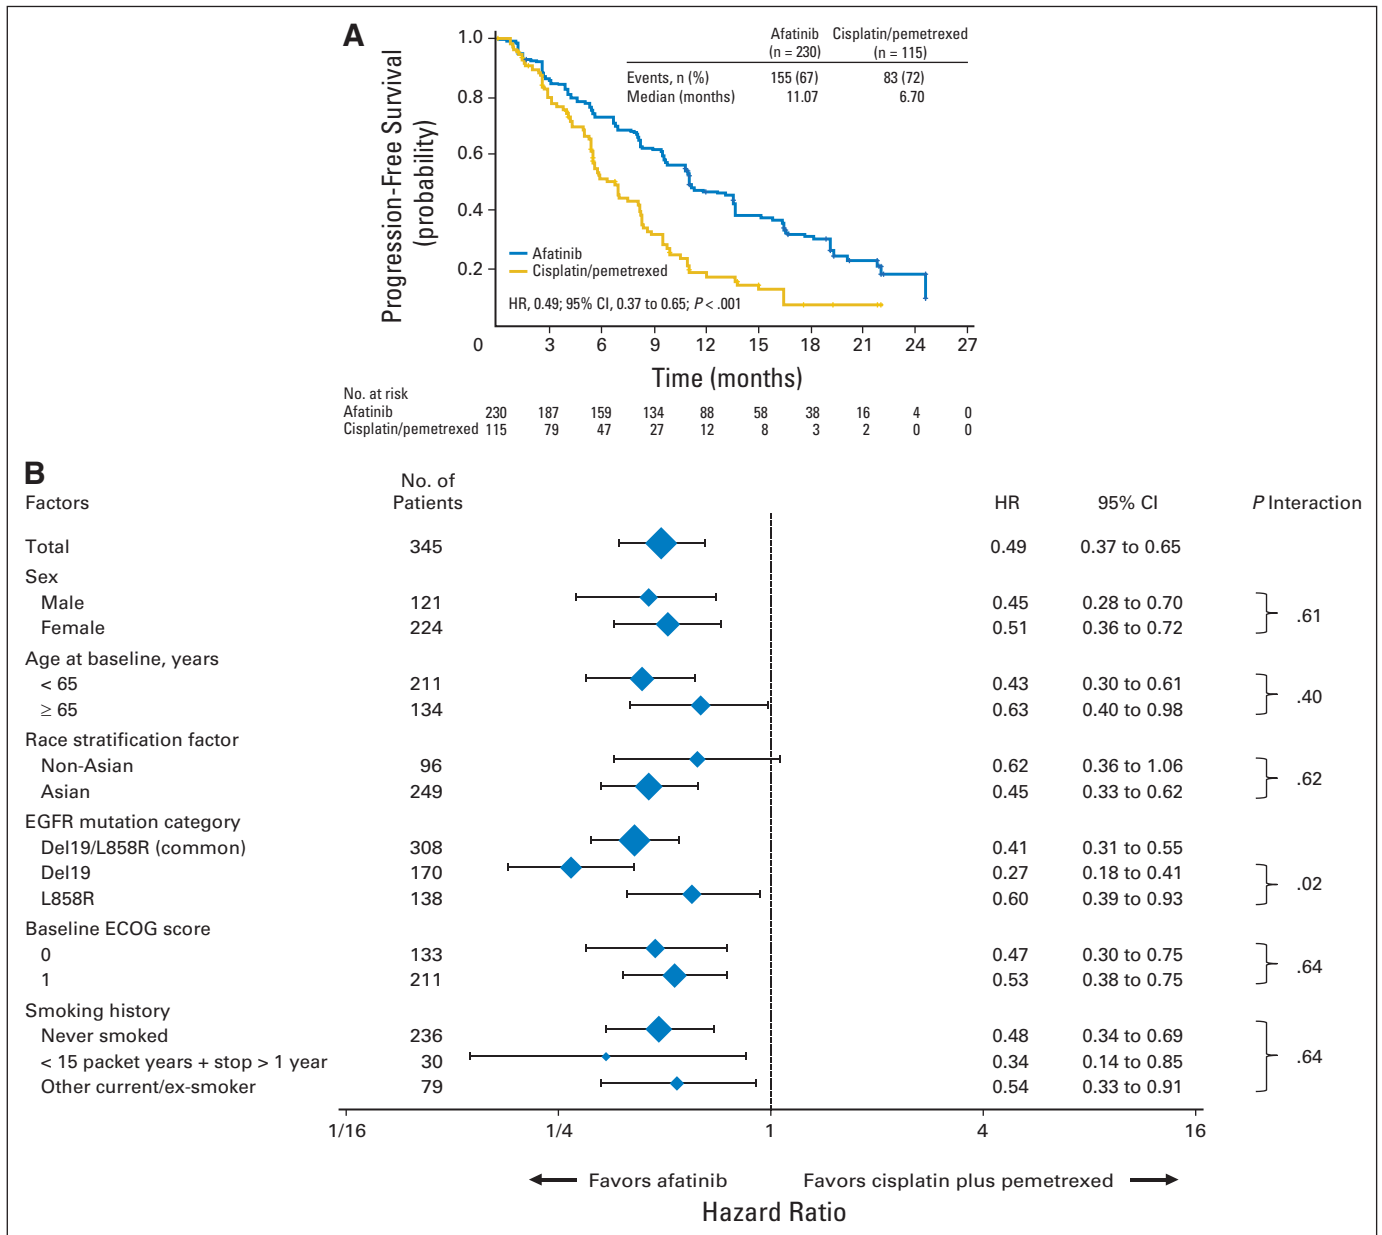 A
Afatinib Cisplatin/pemetrexed
(n = 230) (n = 115)
Events, n (%) 155 (67) 83 (72)
Median (months) 11.07 6.70
Progression-Free Survival
(probability)
1.0
0.8
0.6
0.4
0.2
Afatinib
Cisplatin/pemetrexed
HR, 0.49; 95% CI, 0.37 to 0.65; P < .001
0 3 6 9 12 15 18 21 24 27
Time (months)
No. at risk
Afatinib 230 187 159 134 88 58 38 16 4 0
Cisplatin/pemetrexed 115 79 47 27 12 8 3 2 0 0
B
Factors No. of Patients HR 95% CI P Interaction
Total 345 0.49 0.37 to 0.65
Sex
Male 121 0.45 0.28 to 0.70
.61
Female 224 0.51 0.36 to 0.72
Age at baseline, years
< 65 211 0.43 0.30 to 0.61
.40
≥ 65 134 0.63 0.40 to 0.98
Race stratification factor
Non-Asian 96 0.62 0.36 to 1.06
.62
Asian 249 0.45 0.33 to 0.62
EGFR mutation category
Del19/L858R (common) 308 0.41 0.31 to 0.55
Del19 170 0.27 0.18 to 0.41
.02
L858R 138 0.60 0.39 to 0.93
Baseline ECOG score
0 133 0.47 0.30 to 0.75
.64
1 211 0.53 0.38 to 0.75
Smoking history
Never smoked 236 0.48 0.34 to 0.69
< 15 packet years + stop > 1 year 30 0.34 0.14 to 0.85
.64
Other current/ex-smoker 79 0.54 0.33 to 0.91
1/16 1/4 1 4 16
Favors afatinib Favors cisplatin plus pemetrexed
Hazard Ratio